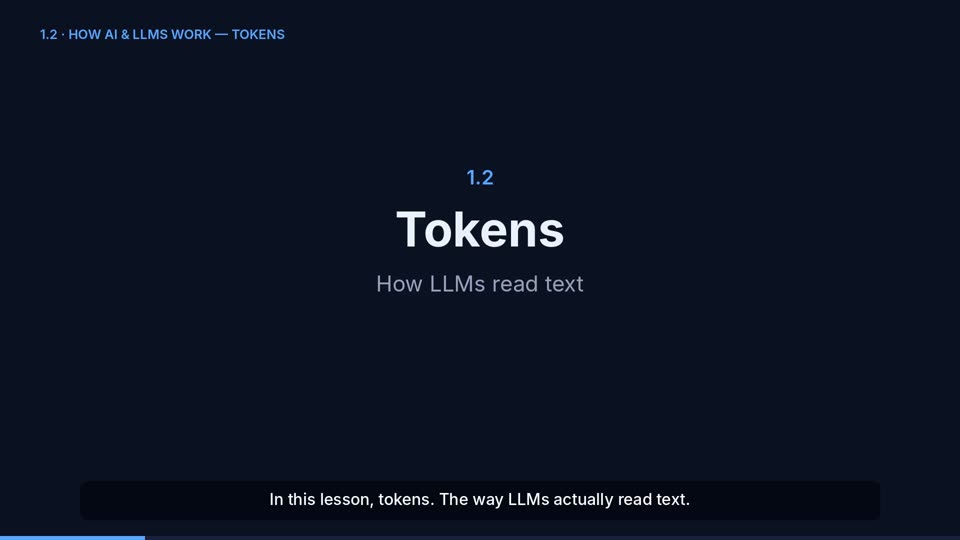 1.2 · HOW AI & LLMS WORK — TOKENS
1.2
Tokens
How LLMs read text
In this lesson, tokens. The way LLMs actually read text.